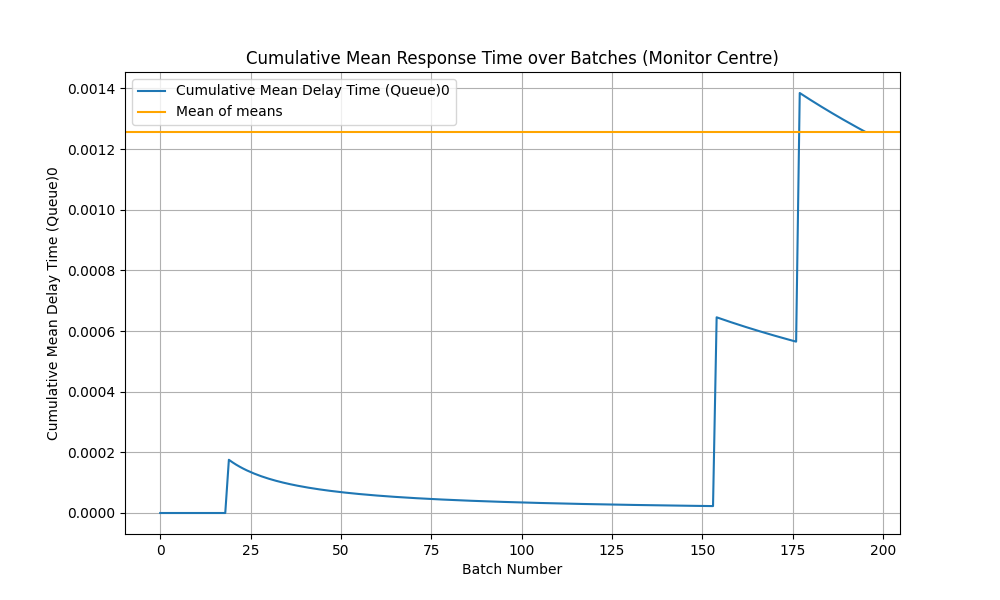 Cumulative Mean Response Time over Batches (Monitor Centre)
Cumulative Mean Delay Time (Queue)0
Mean of means
Cumulative Mean Delay Time (Queue)0
0.0014
0.0012
0.0010
0.0008
0.0006
0.0004
0.0002
0.0000
0 25 50 75 100 125 150 175 200
Batch Number